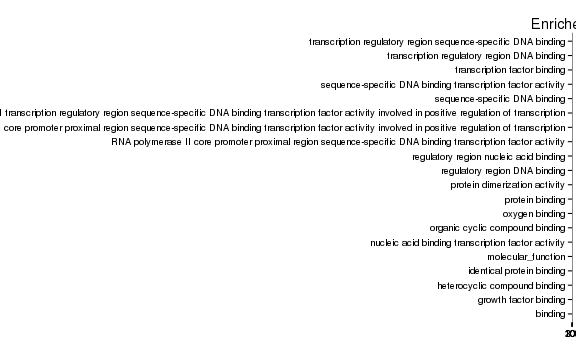 Enriche
transcription regulatory region sequence-specific DNA binding
transcription regulatory region DNA binding
transcription factor binding
sequence-specific DNA binding transcription factor activity
sequence-specific DNA binding
transcription regulatory region sequence-specific DNA binding transcription factor activity involved in positive regulation of transcription
core promoter proximal region sequence-specific DNA binding transcription factor activity involved in positive regulation of transcription
RNA polymerase II core promoter proximal region sequence-specific DNA binding transcription factor activity
regulatory region nucleic acid binding
regulatory region DNA binding
protein dimerization activity
protein binding
oxygen binding
organic cyclic compound binding
nucleic acid binding transcription factor activity
molecular_function
identical protein binding
heterocyclic compound binding
growth factor binding
binding